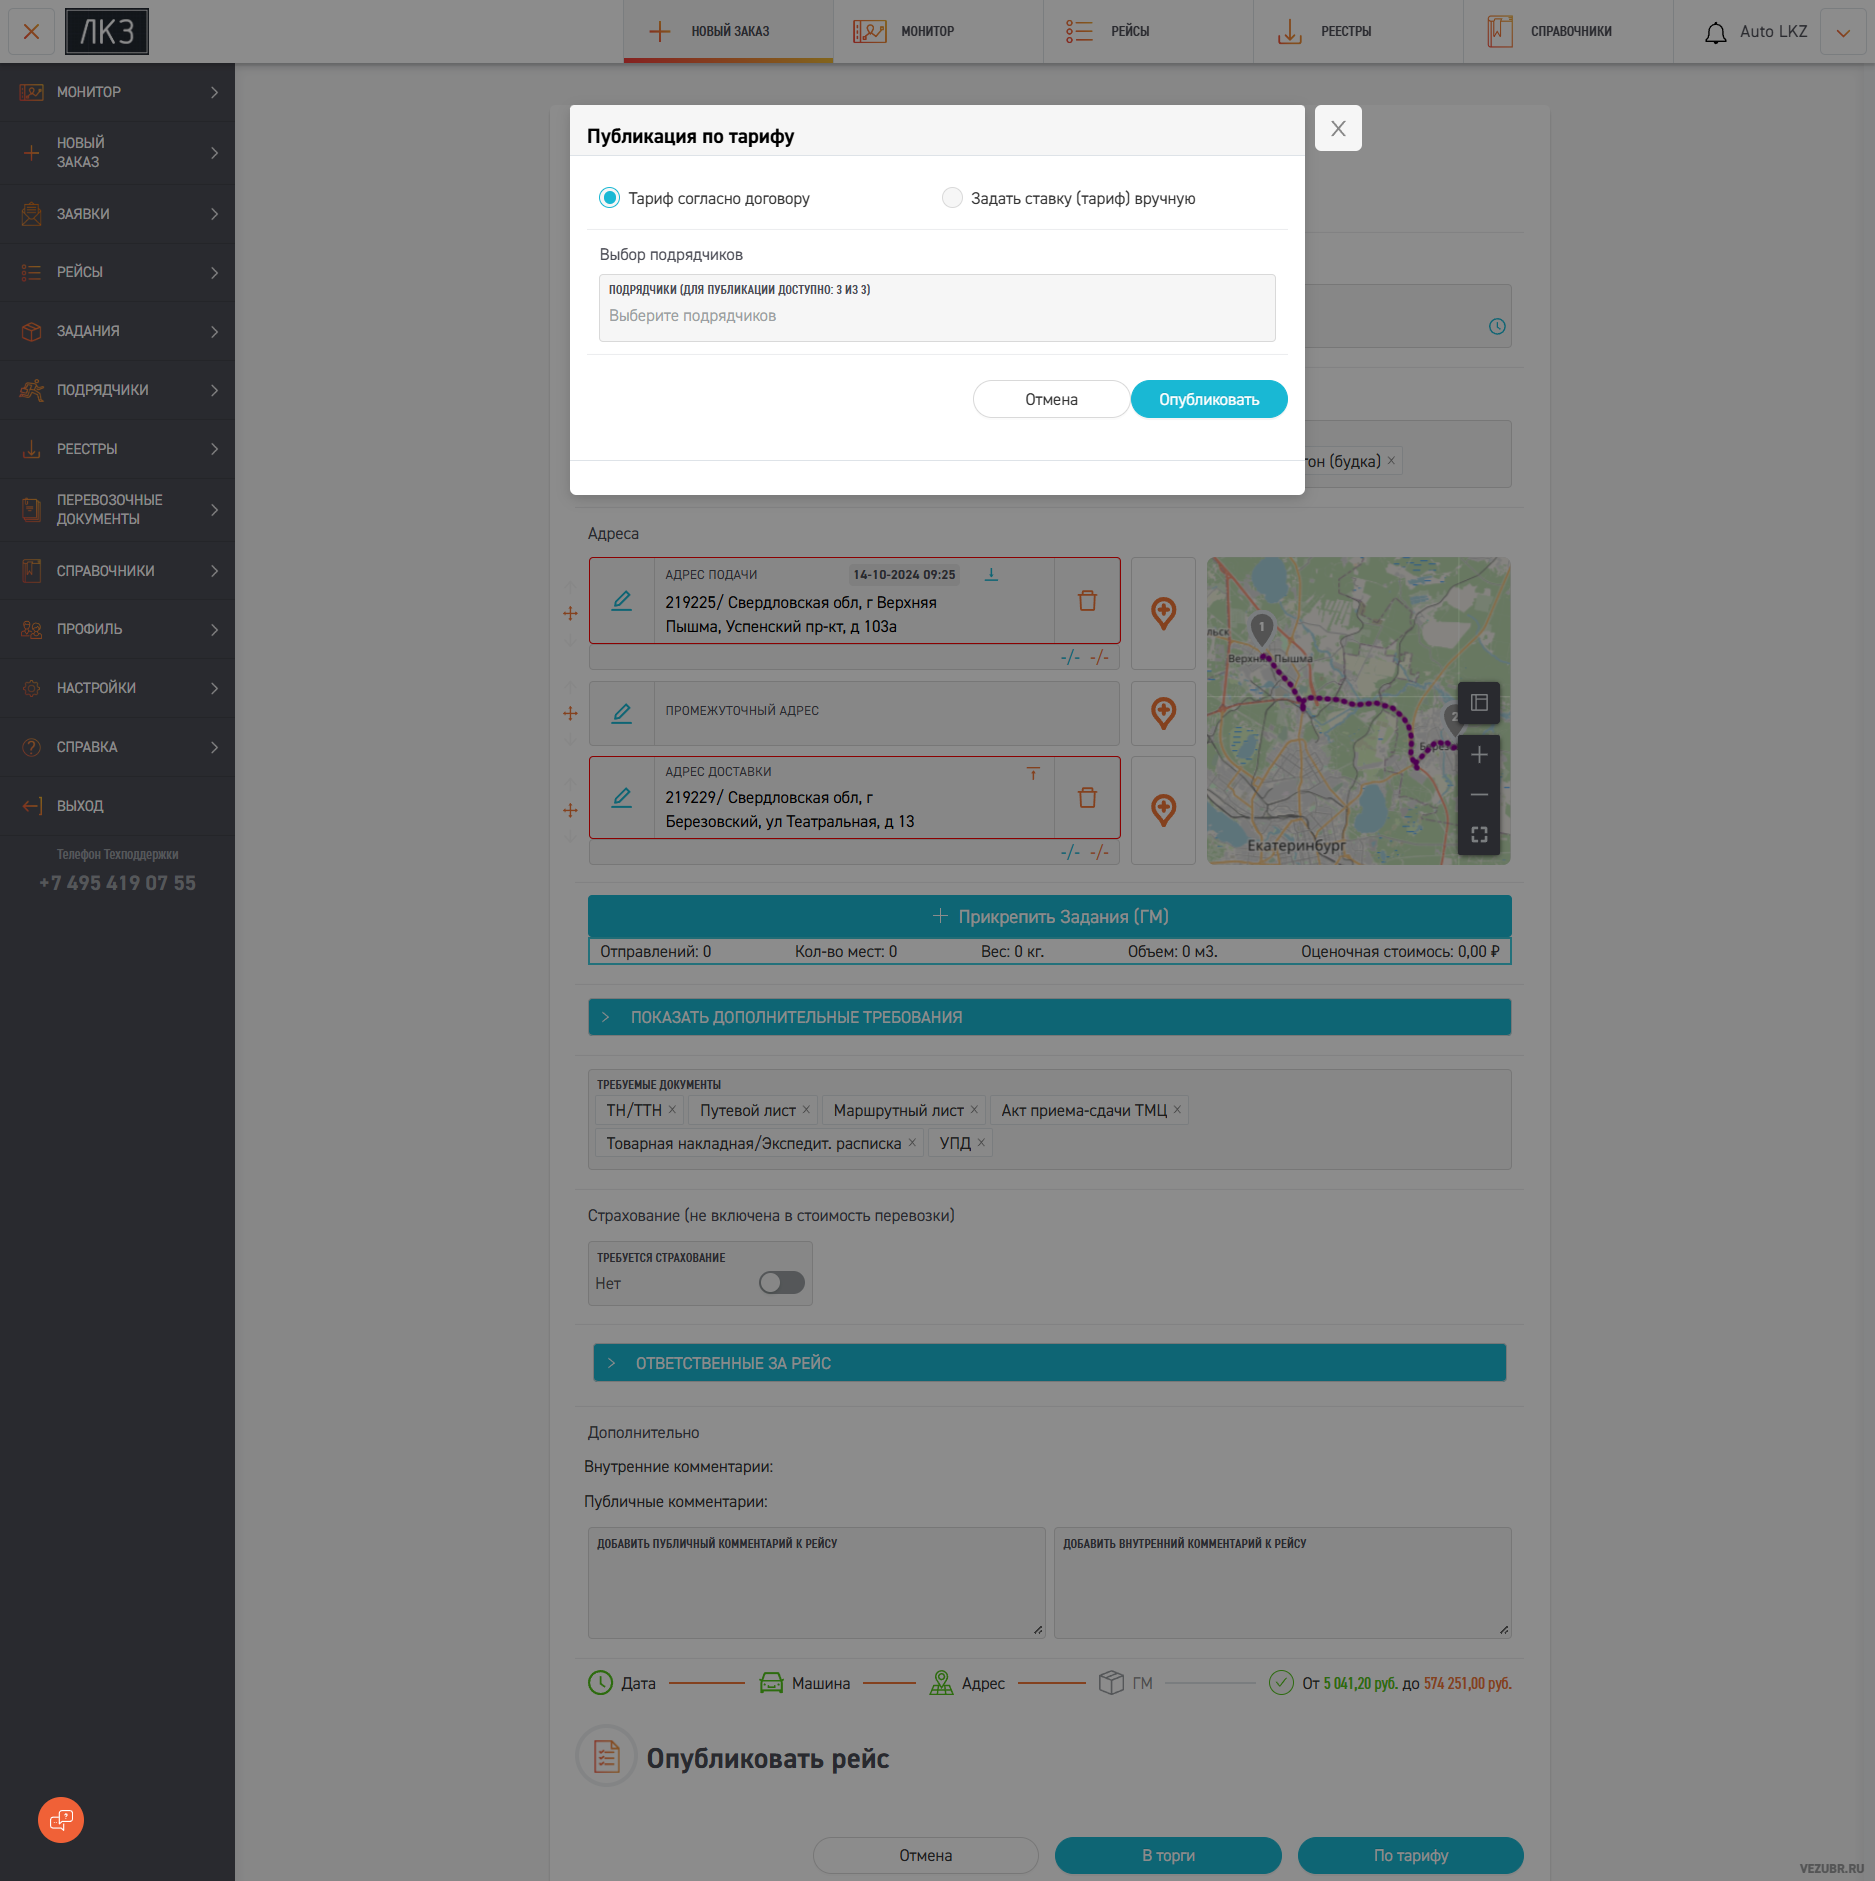 ЛКЗ
НОВЫЙ ЗАКАЗ
МОНИТОР
РЕЙСЫ
РЕЕСТРЫ
СПРАВОЧНИКИ
Auto LKZ
МОНИТОР
НОВЫЙ
ЗАКАЗ
ЗАЯВКИ
РЕЙСЫ
ЗАДАНИЯ
ПОДРЯДЧИКИ
РЕЕСТРЫ
ПЕРЕВОЗОЧНЫЕ
ДОКУМЕНТЫ
СПРАВОЧНИКИ
ПРОФИЛЬ
НАСТРОЙКИ
СПРАВКА
ВЫХОД
Телефон Техподдержки
+7 495 419 07 55
Публикация по тарифу
X
Тариф согласно договору
Задать ставку (тариф) вручную
Выбор подрядчиков
ПОДРЯДЧИКИ (ДЛЯ ПУБЛИКАЦИИ ДОСТУПНО: 3 ИЗ 3)
Выберите подрядчиков
Отмена
Опубликовать
гон (будка) ×
Адреса
АДРЕС ПОДАЧИ
14-10-2024 09:25
219225/ Свердловская обл, г Верхняя
Пышма, Успенский пр-кт, д 103а
-/- -/-
ПРОМЕЖУТОЧНЫЙ АДРЕС
АДРЕС ДОСТАВКИ
219229/ Свердловская обл, г
Березовский, ул Театральная, д 13
-/- -/-
1
льск
Верхняя Пышма
2
Берез
Екатеринбург
+ Прикрепить Задания (ГМ)
Отправлений: 0
Кол-во мест: 0
Вес: 0 кг.
Объем: 0 м3.
Оценочная стоимось: 0,00 ₽
ПОКАЗАТЬ ДОПОЛНИТЕЛЬНЫЕ ТРЕБОВАНИЯ
ТРЕБУЕМЫЕ ДОКУМЕНТЫ
ТН/ТТН × Путевой лист × Маршрутный лист × Акт приема-сдачи ТМЦ ×
Товарная накладная/Экспедит. расписка × УПД ×
Страхование (не включена в стоимость перевозки)
ТРЕБУЕТСЯ СТРАХОВАНИЕ
Нет
ОТВЕТСТВЕННЫЕ ЗА РЕЙС
Дополнительно
Внутренние комментарии:
Публичные комментарии:
ДОБАВИТЬ ПУБЛИЧНЫЙ КОММЕНТАРИЙ К РЕЙСУ
ДОБАВИТЬ ВНУТРЕННИЙ КОММЕНТАРИЙ К РЕЙСУ
Дата
Машина
Адрес
ГМ
От 5 041,20 руб. до 574 251,00 руб.
Опубликовать рейс
Отмена
В торги
По тарифу
VEZUBR.RU